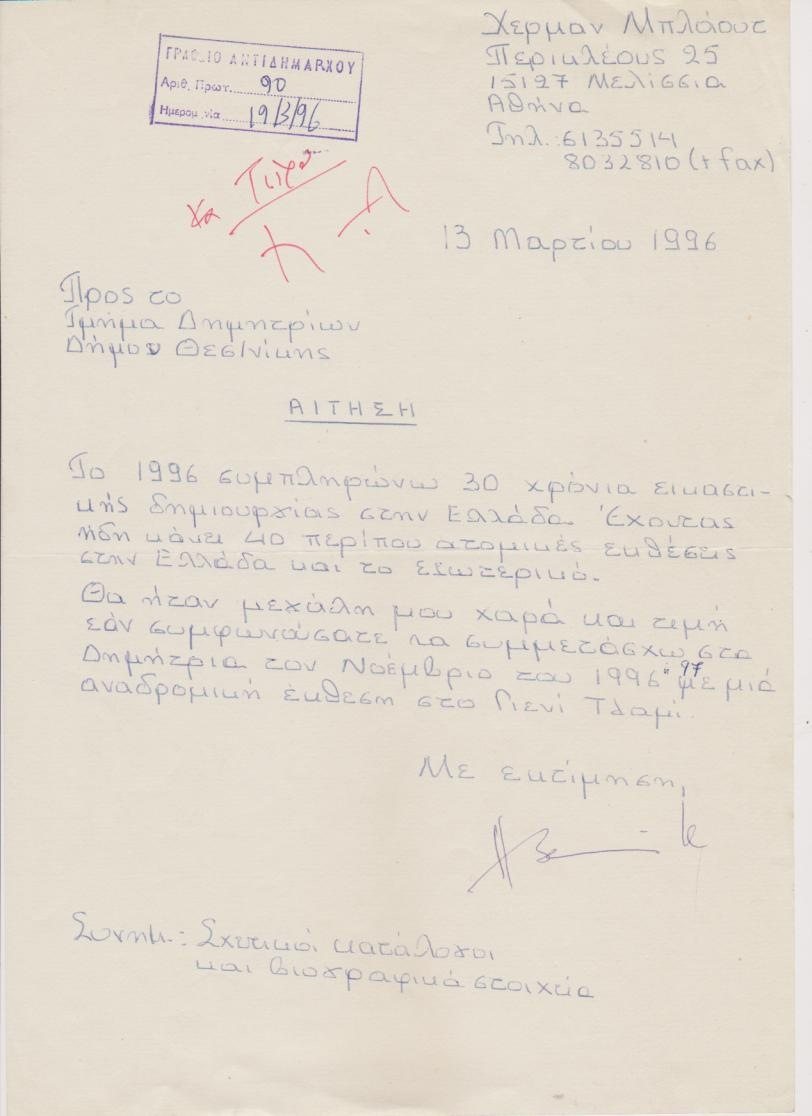 Χερμαν Μπλάουτ
Περικλέους 25
15127 Μελίσσια
Αθήνα
Τηλ.: 6135514
8032810 (+ fax)
ΓΡΑΦΕΙΟ ΑΝΤΙΔΗΜΑΡΧΟΥ
Αριθ. Πρωτ. 90
Ημερομηνία 19/3/96
13 Μαρτίου 1996
Προς το
Τμήμα Δημητρίων
Δήμου Θεσ/νίκης
ΑΙΤΗΣΗ
Το 1996 συμπληρώνω 30 χρόνια εικαστι-
κής δημιουργίας στην Ελλάδα. Έχοντας
ήδη κάνει 40 περίπου ατομικές εκθέσεις
στην Ελλάδα και το εξωτερικό.
Θα ήταν μεγάλη μου χαρά και τιμή
εάν συμφωνάσατε να συμμετάσχω στα
Δημήτρια τον Νοέμβριο του 1996 " 97 με μιά
αναδρομική έκθεση στο Γιενί Τζαμί.
Με εκτίμηση,
Συνημ.: Σχετικοί κατάλογοι
και βιογραφικά στοιχεία